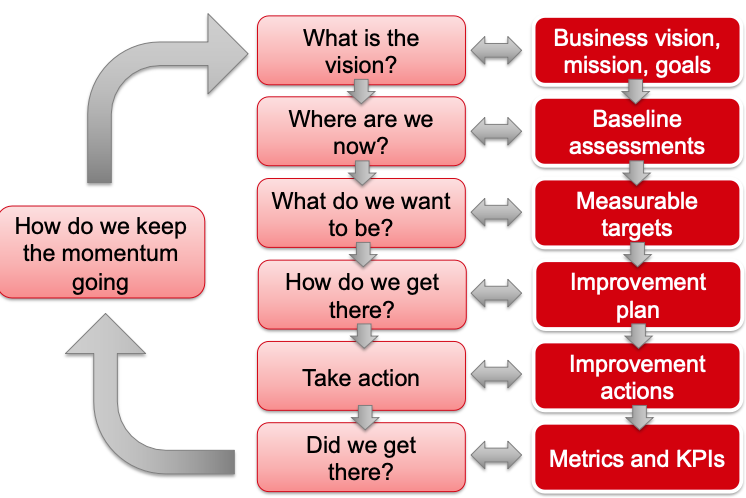 What is the
vision?
Business vision,
mission, goals
Where are we
now?
Baseline
assessments
What do we want
to be?
Measurable
targets
How do we keep
the momentum
going
How do we get
there?
Improvement
plan
Take action
Improvement
actions
Did we get
there?
Metrics and KPIs